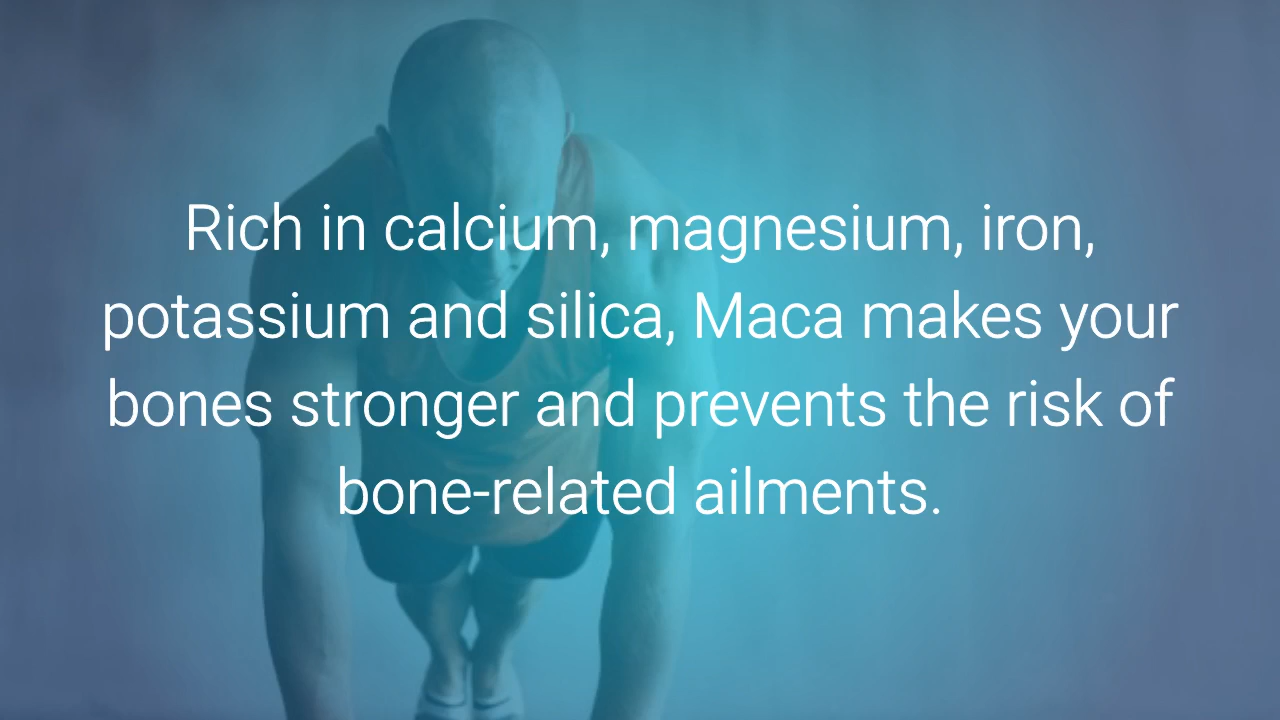 Rich in calcium, magnesium, iron,
potassium and silica, Maca makes your
bones stronger and prevents the risk of
bone-related ailments.